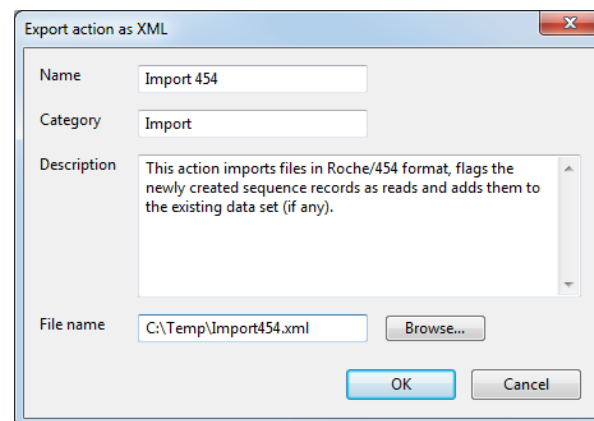 Export action as XML
Name
Import 454
Category
Import
Description
This action imports files in Roche/454 format, flags the
newly created sequence records as reads and adds them to
the existing data set (if any).
File name
C:\Temp\Import454.xml
Browse...
OK
Cancel